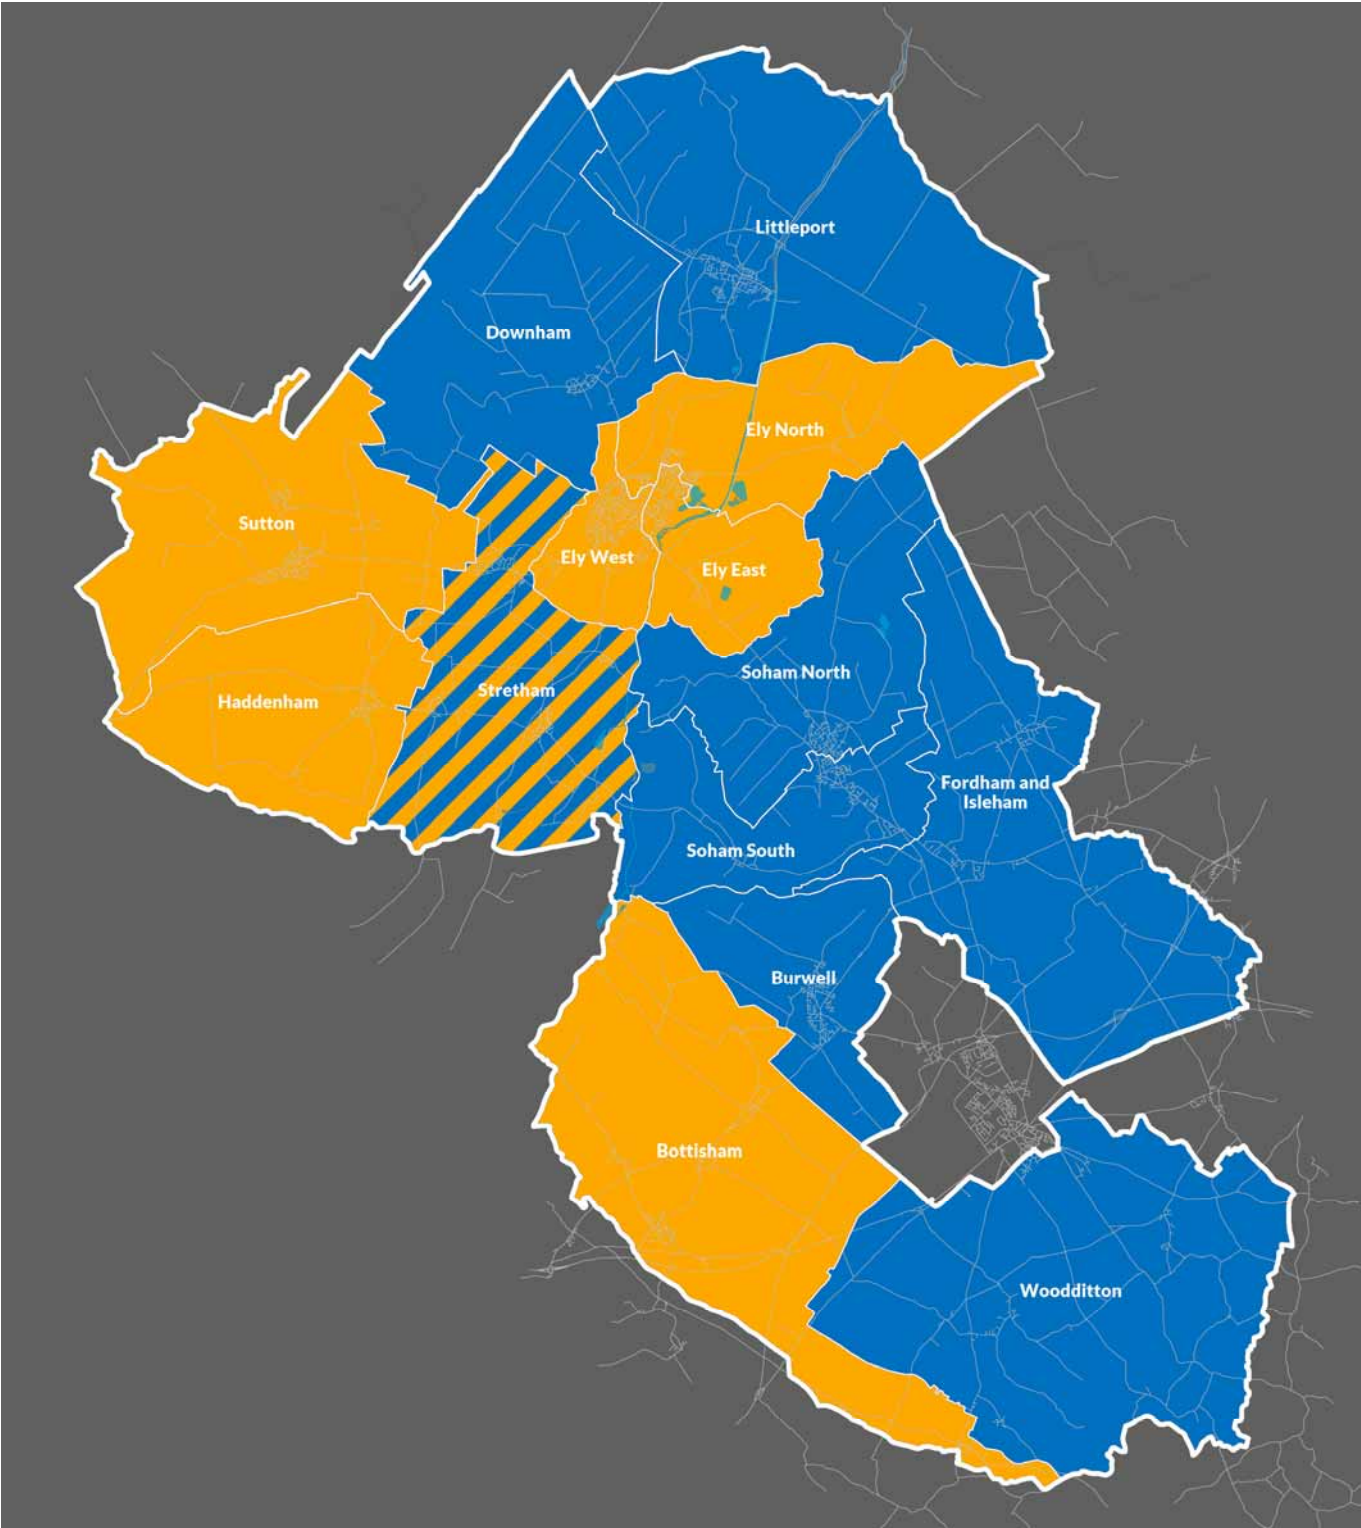 Littleport
Downham
Ely North
Sutton
Ely West
Ely East
Soham North
Stretham
Haddenham
Fordham and
Isleham
Soham South
Burwell
Bottisham
Woodditton